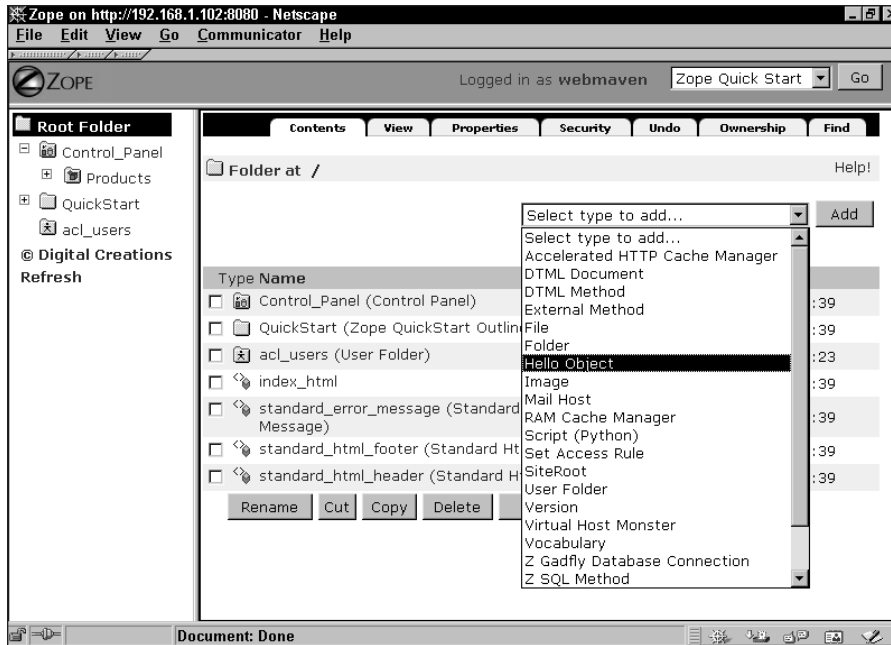 Zope on http://192.168.1.102:8080 - Netscape
File Edit View Go Communicator Help
ZOPE
Logged in as webmaven Zope Quick Start Go
Root Folder
Control_Panel
Products
QuickStart
acl_users
© Digital Creations
Refresh
Contents View Properties Security Undo Ownership Find
Folder at / Help!
Select type to add... Add
Select type to add...
Accelerated HTTP Cache Manager
DTML Document
DTML Method
External Method
File
Folder
Hello Object
Image
Mail Host
RAM Cache Manager
Script (Python)
Set Access Rule
SiteRoot
User Folder
Version
Virtual Host Monster
Vocabulary
Z Gadfly Database Connection
Z SQL Method
Type Name
Control_Panel (Control Panel) :39
QuickStart (Zope QuickStart Outlin :39
acl_users (User Folder) :23
index_html :39
standard_error_message (Standard :39
Message)
standard_html_footer (Standard Ht :39
standard_html_header (Standard H :39
Rename Cut Copy Delete
Document: Done